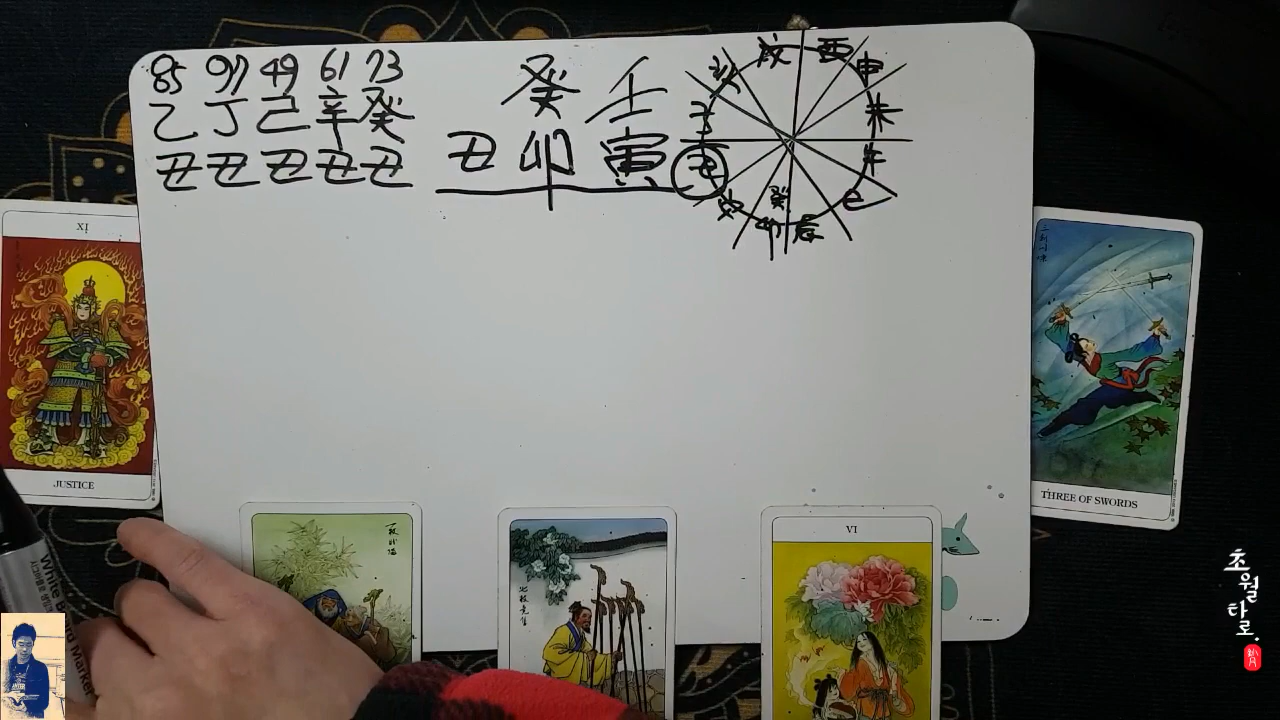 85 97 49 61 73
乙 丁 己 辛 癸
丑 丑 丑 丑 丑
癸 壬
丑 卯 寅
戌 酉 申 未 午 巳 辰 卯 寅 丑 子 亥
癸
XI
JUSTICE
THREE OF SWORDS
VI
초월타로.